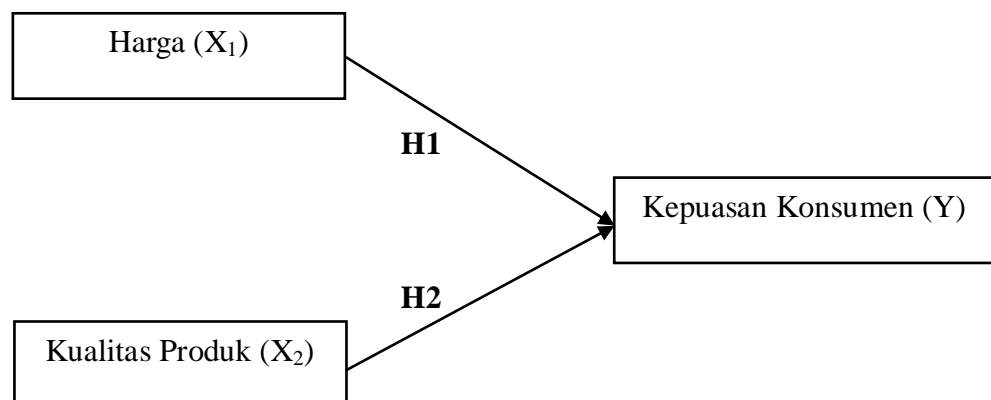 Harga (X₁)
H1
Kepuasan Konsumen (Y)
H2
Kualitas Produk (X₂)